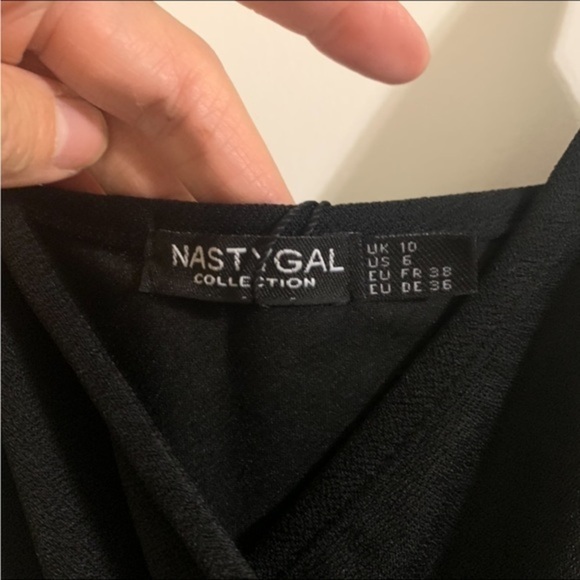 NASTYGAL
COLLECTION
UK 10
US 6
EU FR 38
EU DE 36